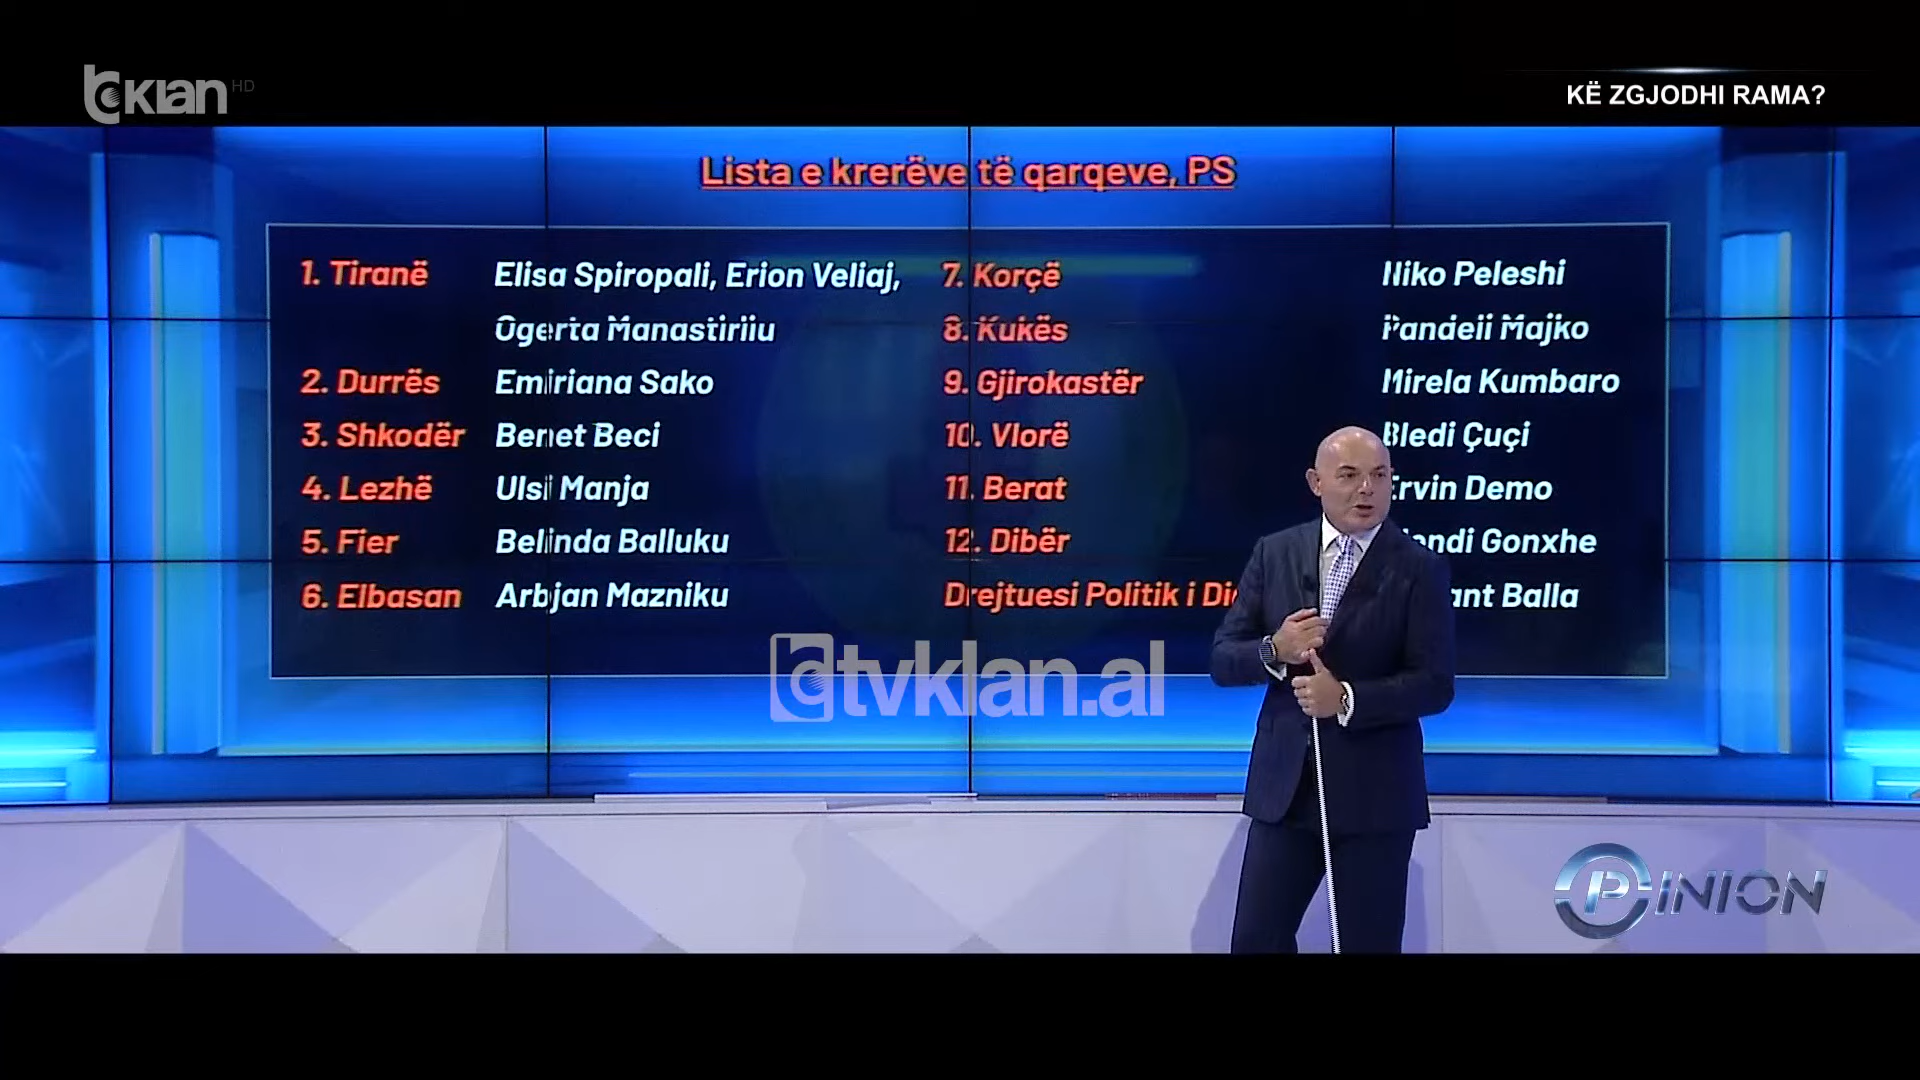 tvklan HD
KË ZGJODHI RAMA?
Lista e krerëve të qarqeve, PS
1. Tiranë Elisa Spiropali, Erion Veliaj,
Ogerta Manastirliu
2. Durrës Emiriana Sako
3. Shkodër Benet Beci
4. Lezhë Ulsi Manja
5. Fier Belinda Balluku
6. Elbasan Arbjan Mazniku
7. Korçë Niko Peleshi
8. Kukës Pandeli Majko
9. Gjirokastër Mirela Kumbaro
10. Vlorë Bledi Çuçi
11. Berat Ervin Demo
12. Dibër Gonxhe
Drejtuesi Politik i Balla
tvklan.al
OPINION